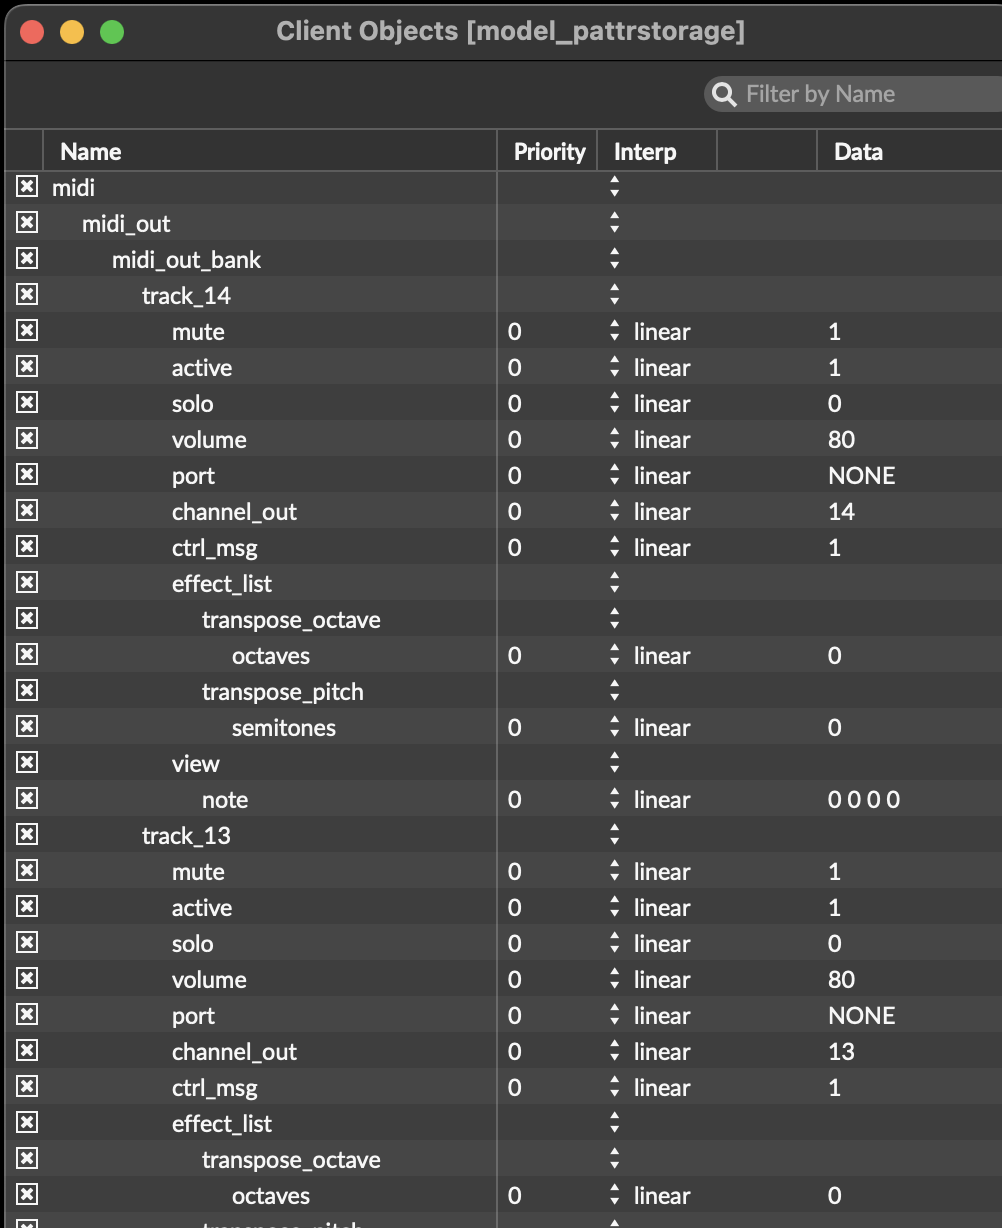 Client Objects [model_pattrstorage]
Filter by Name
Name Priority Interp Data
midi
midi_out
midi_out_bank
track_14
mute 0 linear 1
active 0 linear 1
solo 0 linear 0
volume 0 linear 80
port 0 linear NONE
channel_out 0 linear 14
ctrl_msg 0 linear 1
effect_list
transpose_octave
octaves 0 linear 0
transpose_pitch
semitones 0 linear 0
view
note 0 linear 0 0 0 0
track_13
mute 0 linear 1
active 0 linear 1
solo 0 linear 0
volume 0 linear 80
port 0 linear NONE
channel_out 0 linear 13
ctrl_msg 0 linear 1
effect_list
transpose_octave
octaves 0 linear 0